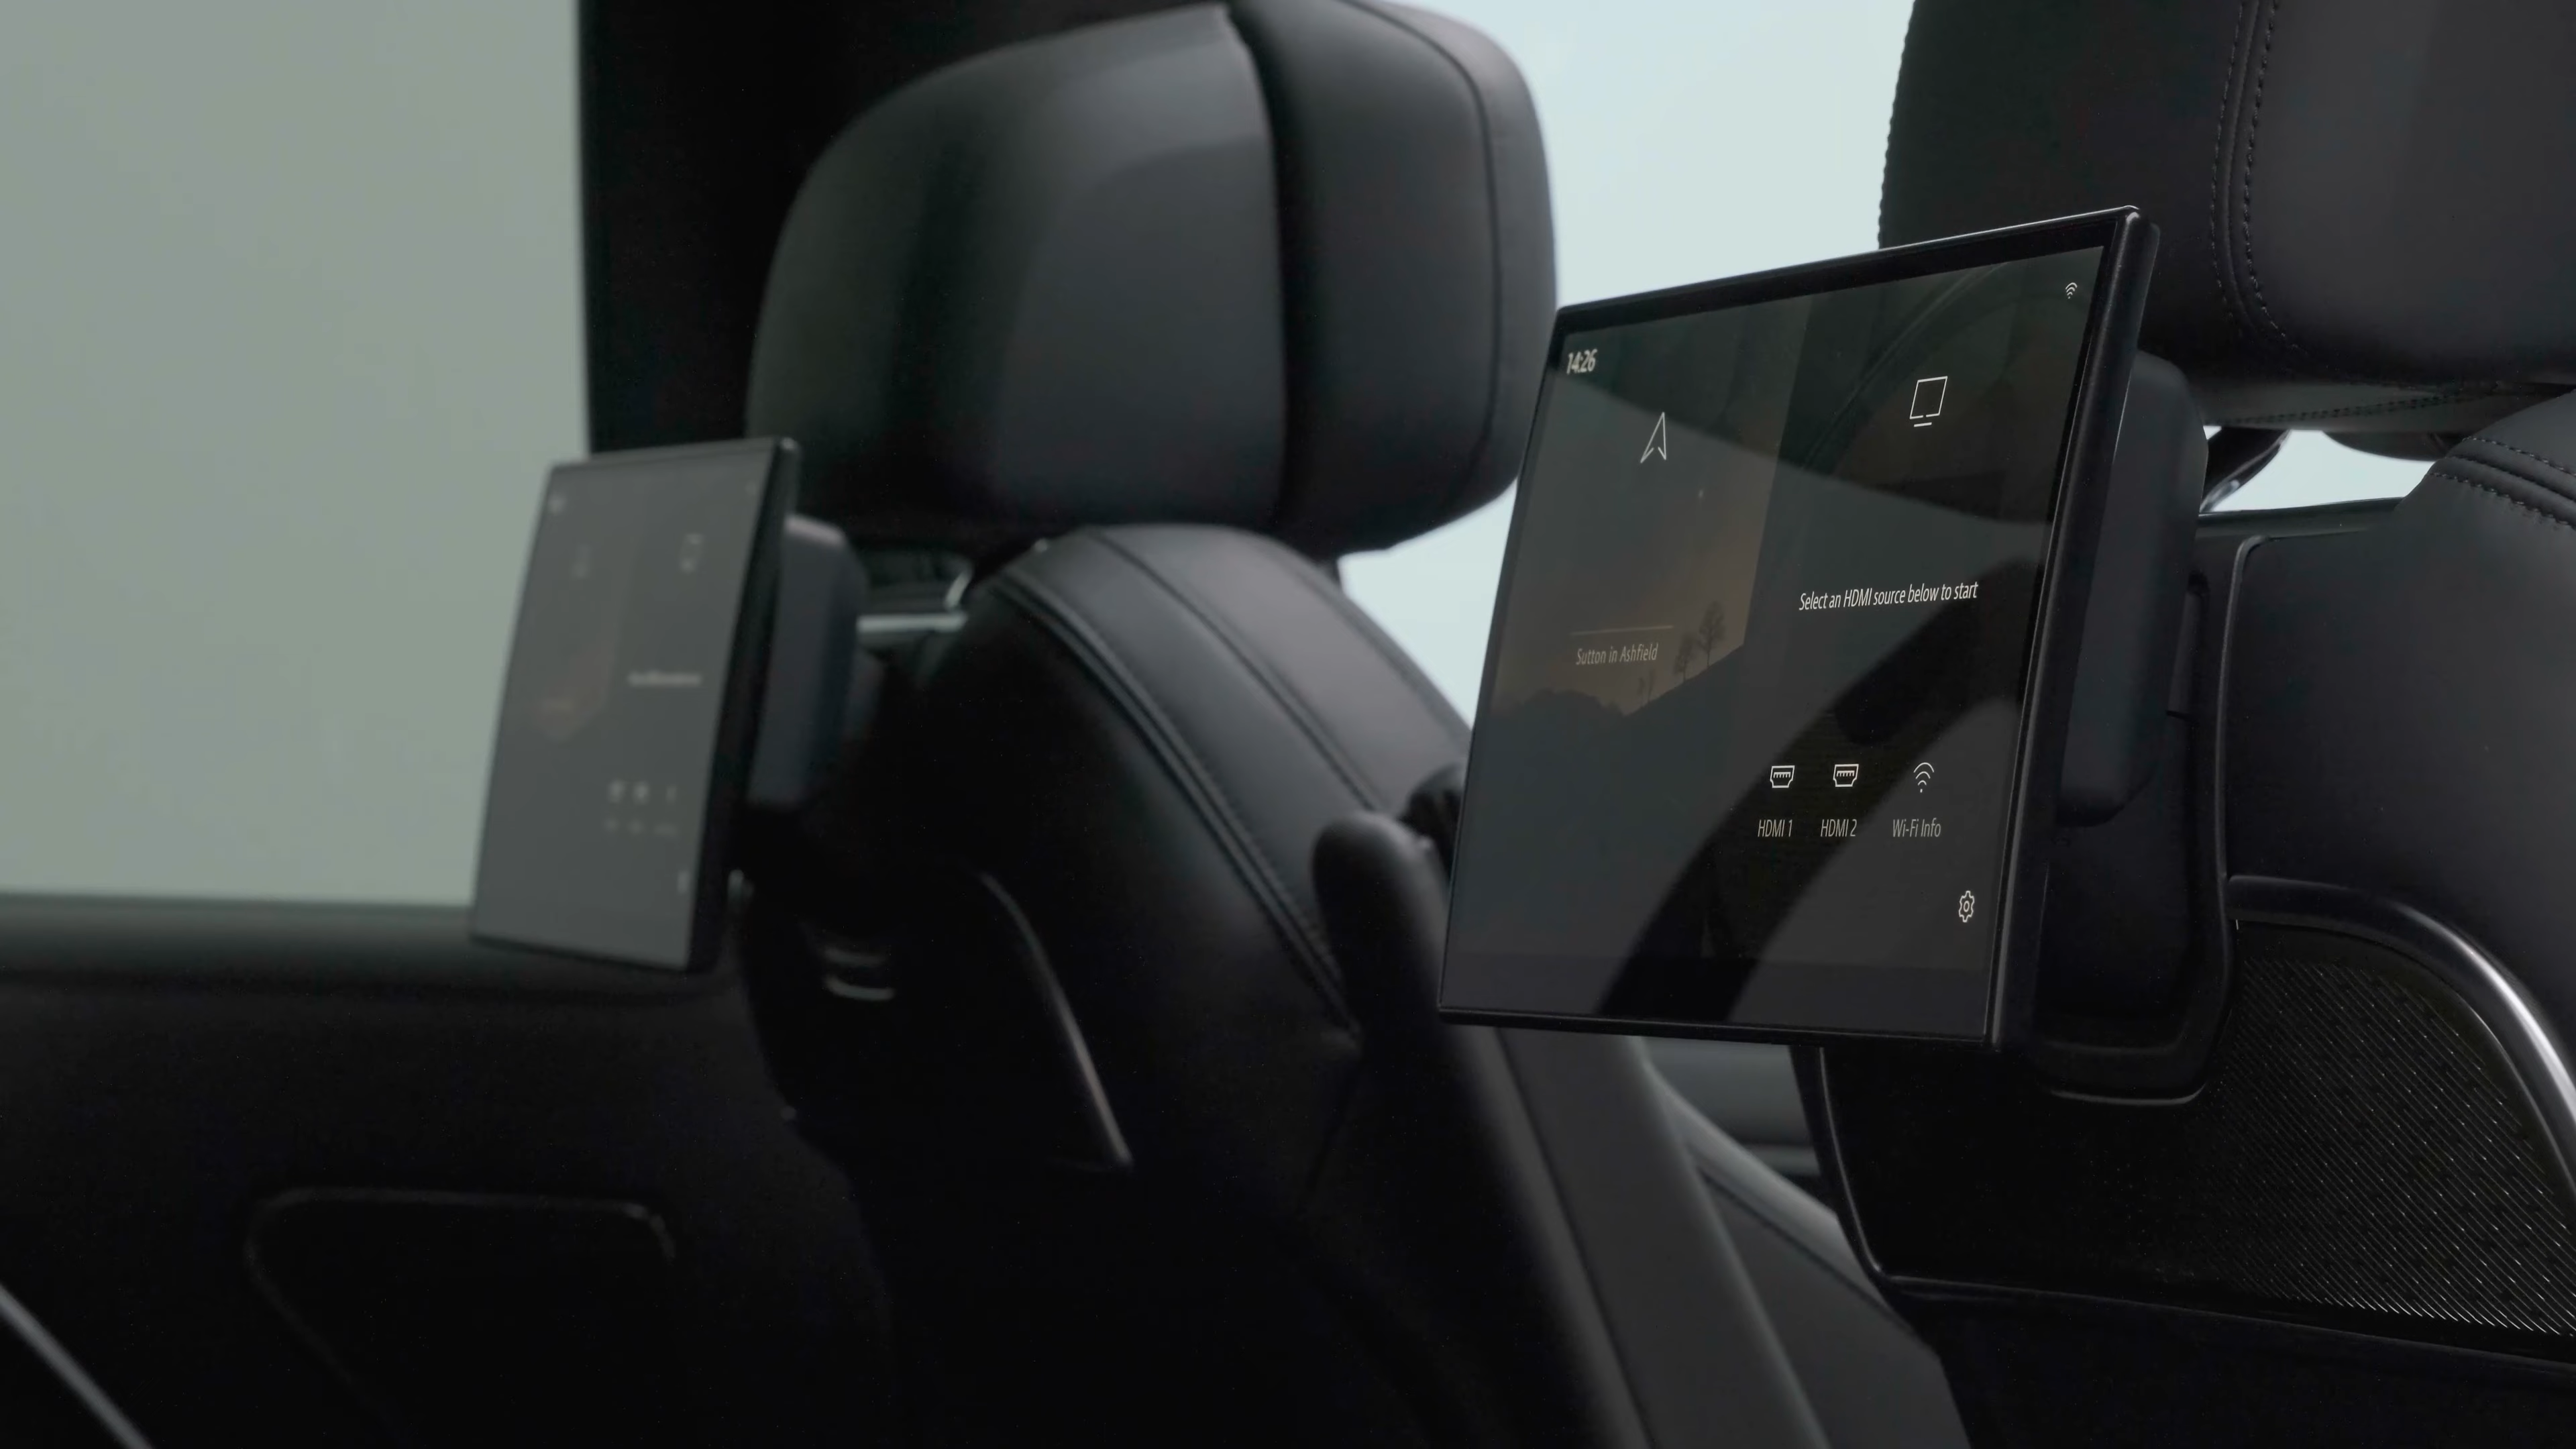 14:26
Select an HDMI source below to start
Sutton in Ashfield
HDMI 1
HDMI 2
Wi-Fi Info